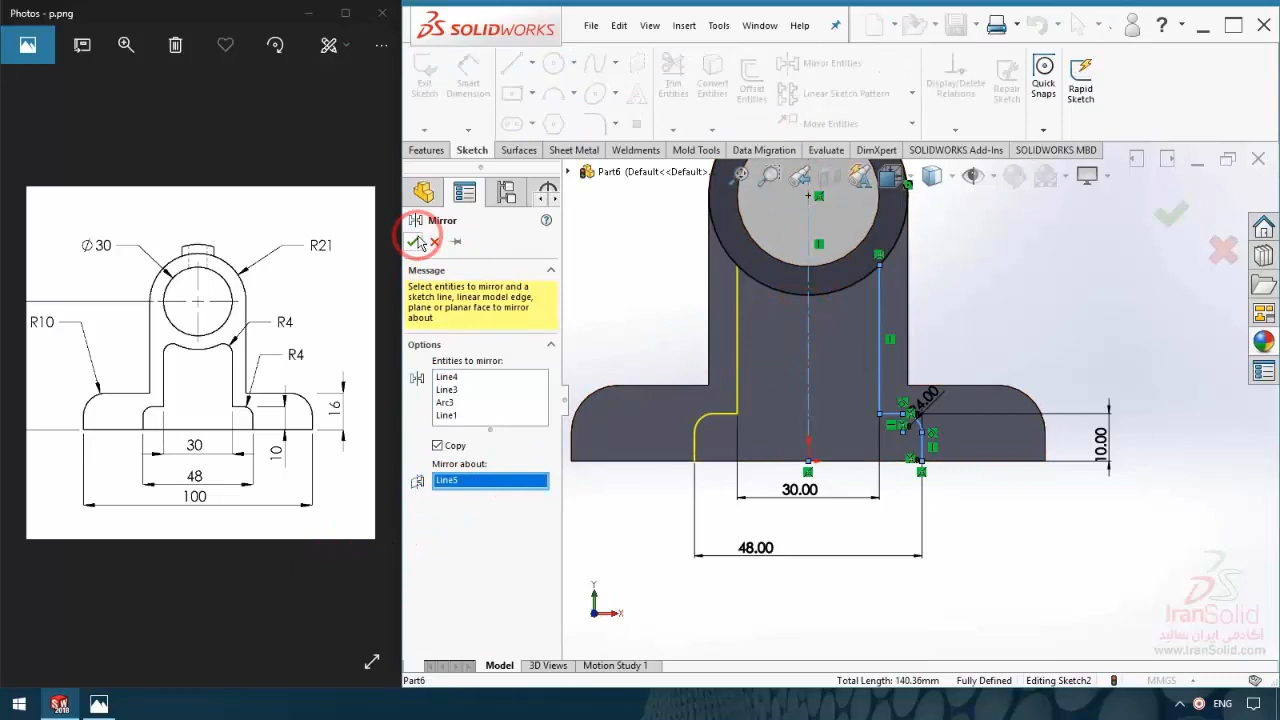 Photos - p.png
SOLIDWORKS
File Edit View Insert Tools Window Help
Exit Sketch
Smart Dimension
Trim Entities
Convert Entities
Offset Entities
Mirror Entities
Linear Sketch Pattern
Move Entities
Display/Delete Relations
Repair Sketch
Quick Snaps
Rapid Sketch
Features Sketch Surfaces Sheet Metal Weldments Mold Tools Data Migration Evaluate DimXpert SOLIDWORKS Add-Ins SOLIDWORKS MBD
Part6 (Default<<Default>
Mirror
Message
Select entities to mirror and a
sketch line, linear model edge,
plane or planar face to mirror
about
Options
Entities to mirror:
Line4
Line3
Arc3
Line1
Copy
Mirror about:
Line5
Ø30
R21
R10
R4
R4
16
10
30
48
100
R4.00
10.00
30.00
48.00
Y
X
IranSolid
آکادمی ایران سالید
www.IranSolid.com
Model 3D Views Motion Study 1
Part6 Total Length: 140.36mm Fully Defined Editing Sketch2 MMGS
SW 2018
ENG